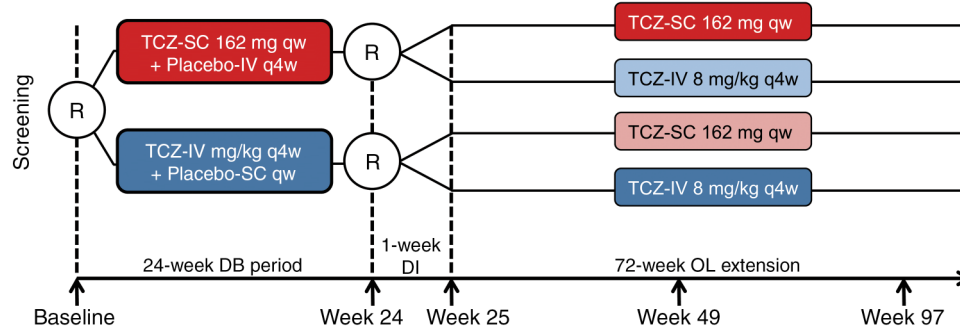 Screening
R
TCZ-SC 162 mg qw
+ Placebo-IV q4w
TCZ-IV mg/kg q4w
+ Placebo-SC qw
R
R
TCZ-SC 162 mg qw
TCZ-IV 8 mg/kg q4w
TCZ-SC 162 mg qw
TCZ-IV 8 mg/kg q4w
24-week DB period
1-week
DI
72-week OL extension
Baseline
Week 24
Week 25
Week 49
Week 97